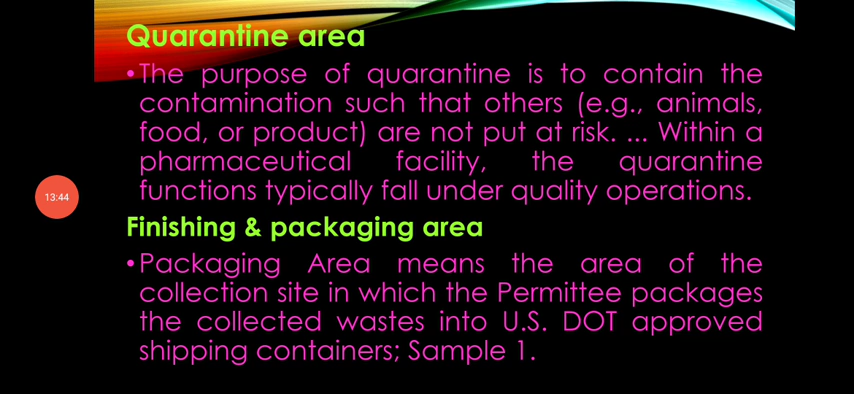 Quarantine area
•The purpose of quarantine is to contain the
contamination such that others (e.g., animals,
food, or product) are not put at risk. ... Within a
pharmaceutical facility, the quarantine
functions typically fall under quality operations.
13:44
Finishing & packaging area
•Packaging Area means the area of the
collection site in which the Permittee packages
the collected wastes into U.S. DOT approved
shipping containers; Sample 1.